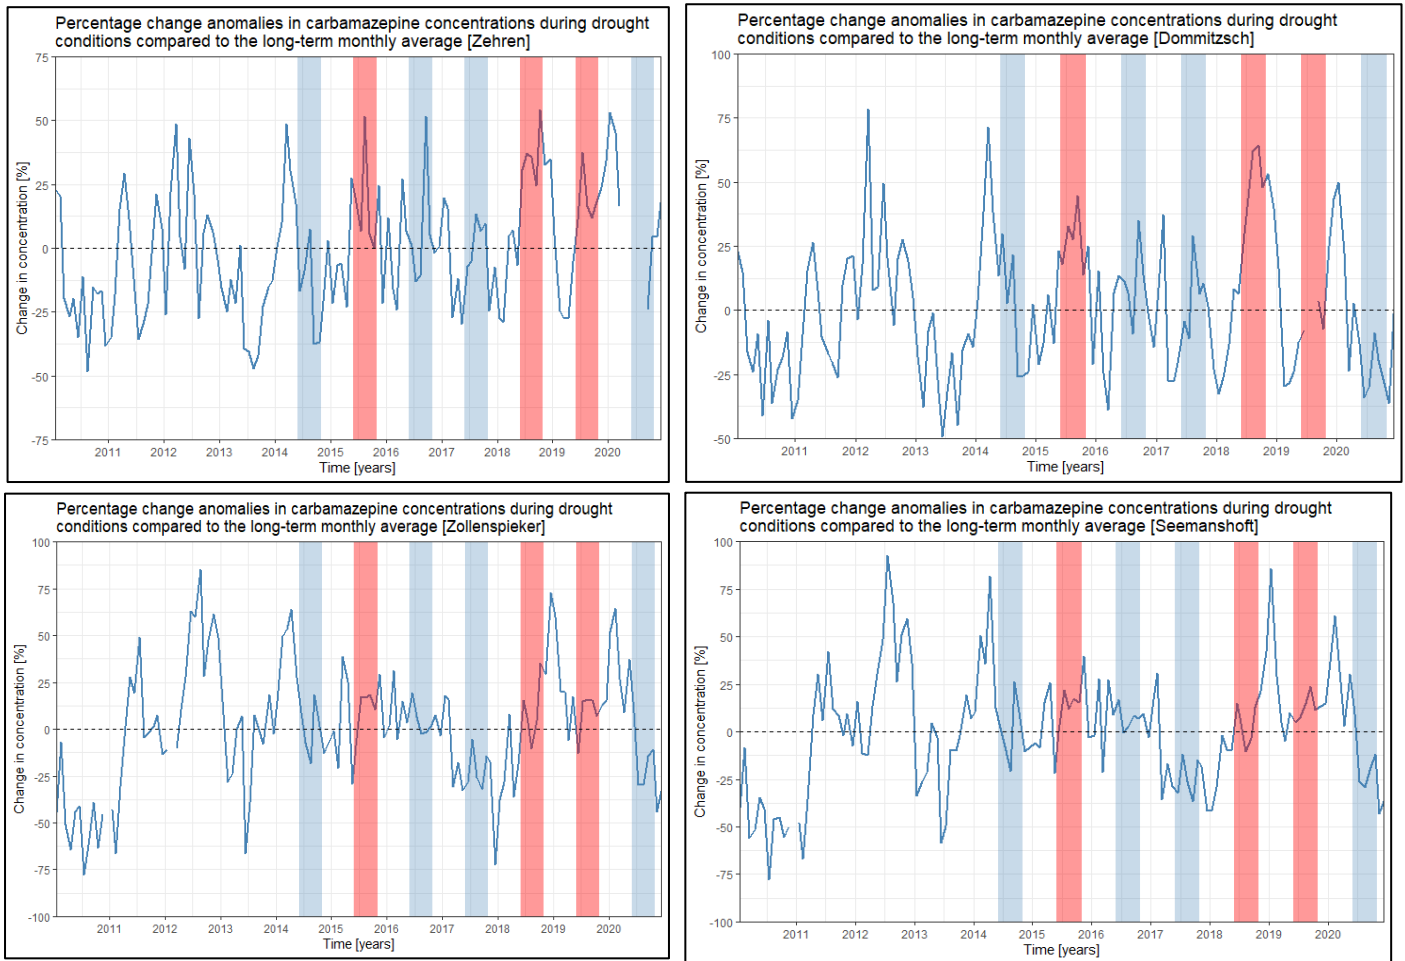 Percentage change anomalies in carbamazepine concentrations during drought
conditions compared to the long-term monthly average [Zehren]
75
50
25
0
-25
-50
-75
Change in concentration [%]
2011 2012 2013 2014 2015 2016 2017 2018 2019 2020
Time [years]
Percentage change anomalies in carbamazepine concentrations during drought
conditions compared to the long-term monthly average [Dommitzsch]
100
75
50
25
0
-25
-50
Change in concentration [%]
2011 2012 2013 2014 2015 2016 2017 2018 2019 2020
Time [years]
Percentage change anomalies in carbamazepine concentrations during drought
conditions compared to the long-term monthly average [Zollenspieker]
100
75
50
25
0
-25
-50
-75
-100
Change in concentration [%]
2011 2012 2013 2014 2015 2016 2017 2018 2019 2020
Time [years]
Percentage change anomalies in carbamazepine concentrations during drought
conditions compared to the long-term monthly average [Seemanshoft]
100
75
50
25
0
-25
-50
-75
-100
Change in concentration [%]
2011 2012 2013 2014 2015 2016 2017 2018 2019 2020
Time [years]